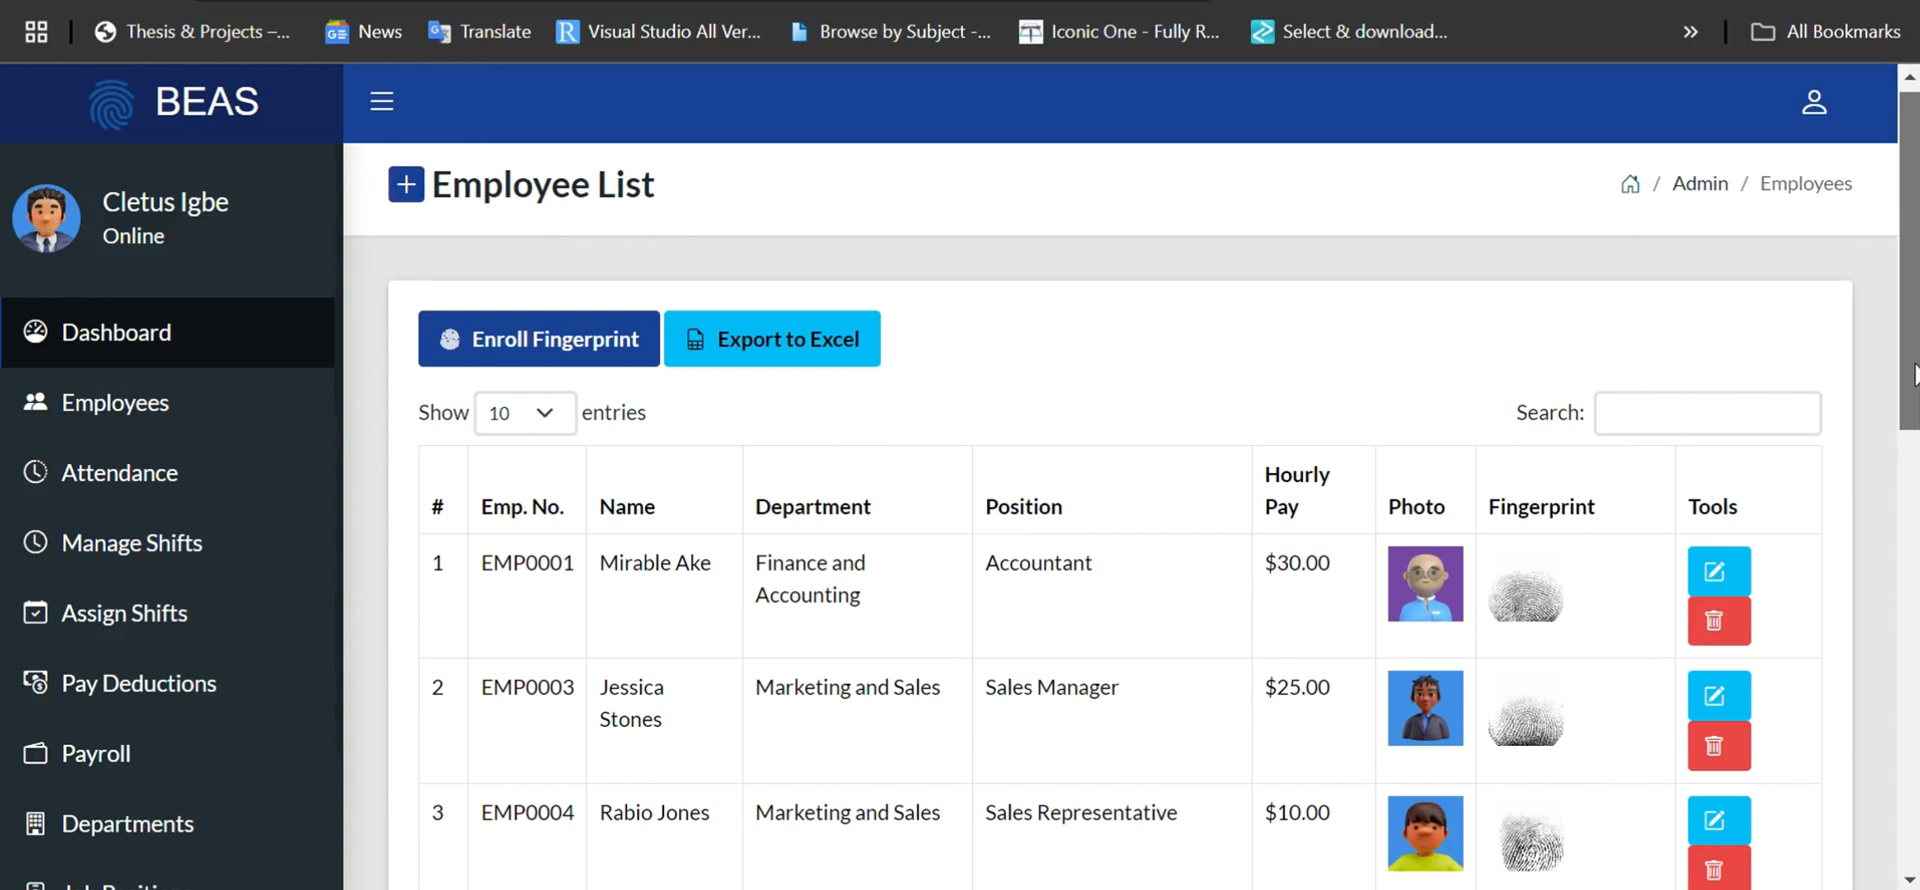 Thesis & Projects –...
News
Translate
Visual Studio All Ver...
Browse by Subject -...
Iconic One - Fully R...
Select & download...
»
All Bookmarks
BEAS
Cletus Igbe
Online
Dashboard
Employees
Attendance
Manage Shifts
Assign Shifts
Pay Deductions
Payroll
Departments
+ Employee List
/ Admin / Employees
Enroll Fingerprint
Export to Excel
Show 10 entries
Search:
# Emp. No. Name Department Position Hourly Pay Photo Fingerprint Tools
1 EMP0001 Mirable Ake Finance and Accounting Accountant $30.00
2 EMP0003 Jessica Stones Marketing and Sales Sales Manager $25.00
3 EMP0004 Rabio Jones Marketing and Sales Sales Representative $10.00